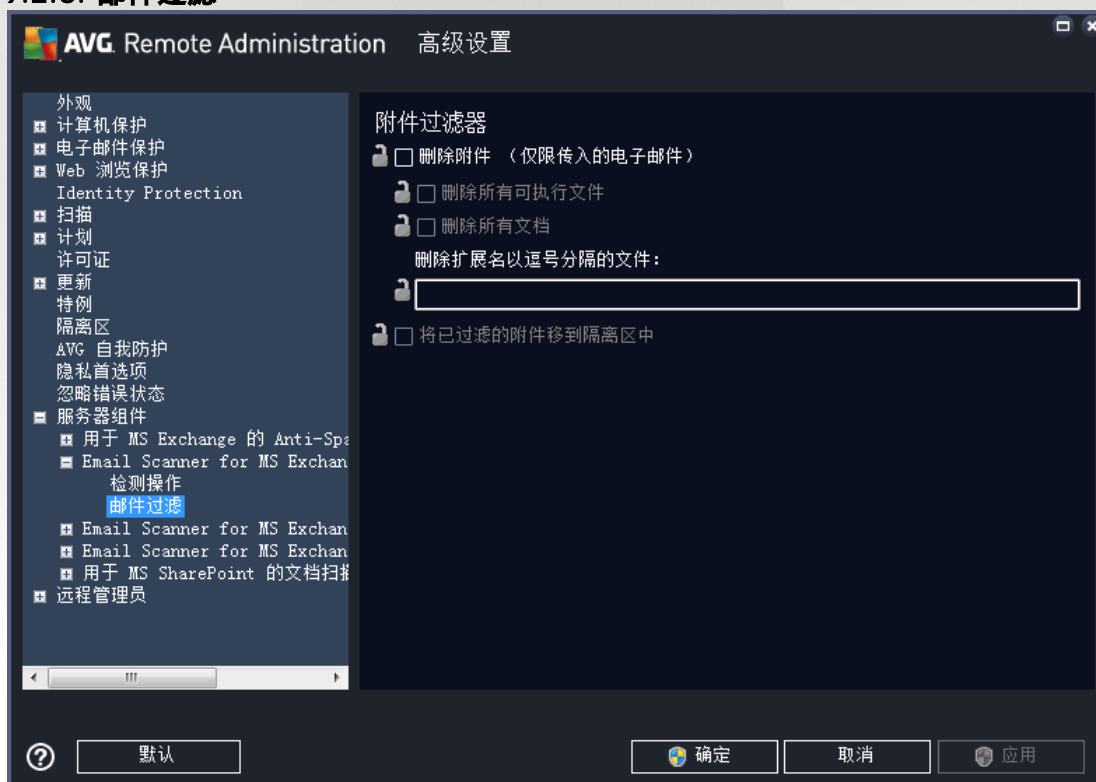 邮件过滤
AVG. Remote Administration 高级设置
外观
计算机保护
电子邮件保护
Web 浏览保护
Identity Protection
扫描
计划
许可证
更新
特例
隔离区
AVG 自我防护
隐私首选项
忽略错误状态
服务器组件
用于 MS Exchange 的 Anti-Spa
Email Scanner for MS Exchan
检测操作
邮件过滤
Email Scanner for MS Exchan
Email Scanner for MS Exchan
用于 MS SharePoint 的文档扫描
远程管理员
附件过滤器
删除附件 (仅限传入的电子邮件)
删除所有可执行文件
删除所有文档
删除扩展名以逗号分隔的文件:
将已过滤的附件移到隔离区中
默认
确定
取消
应用